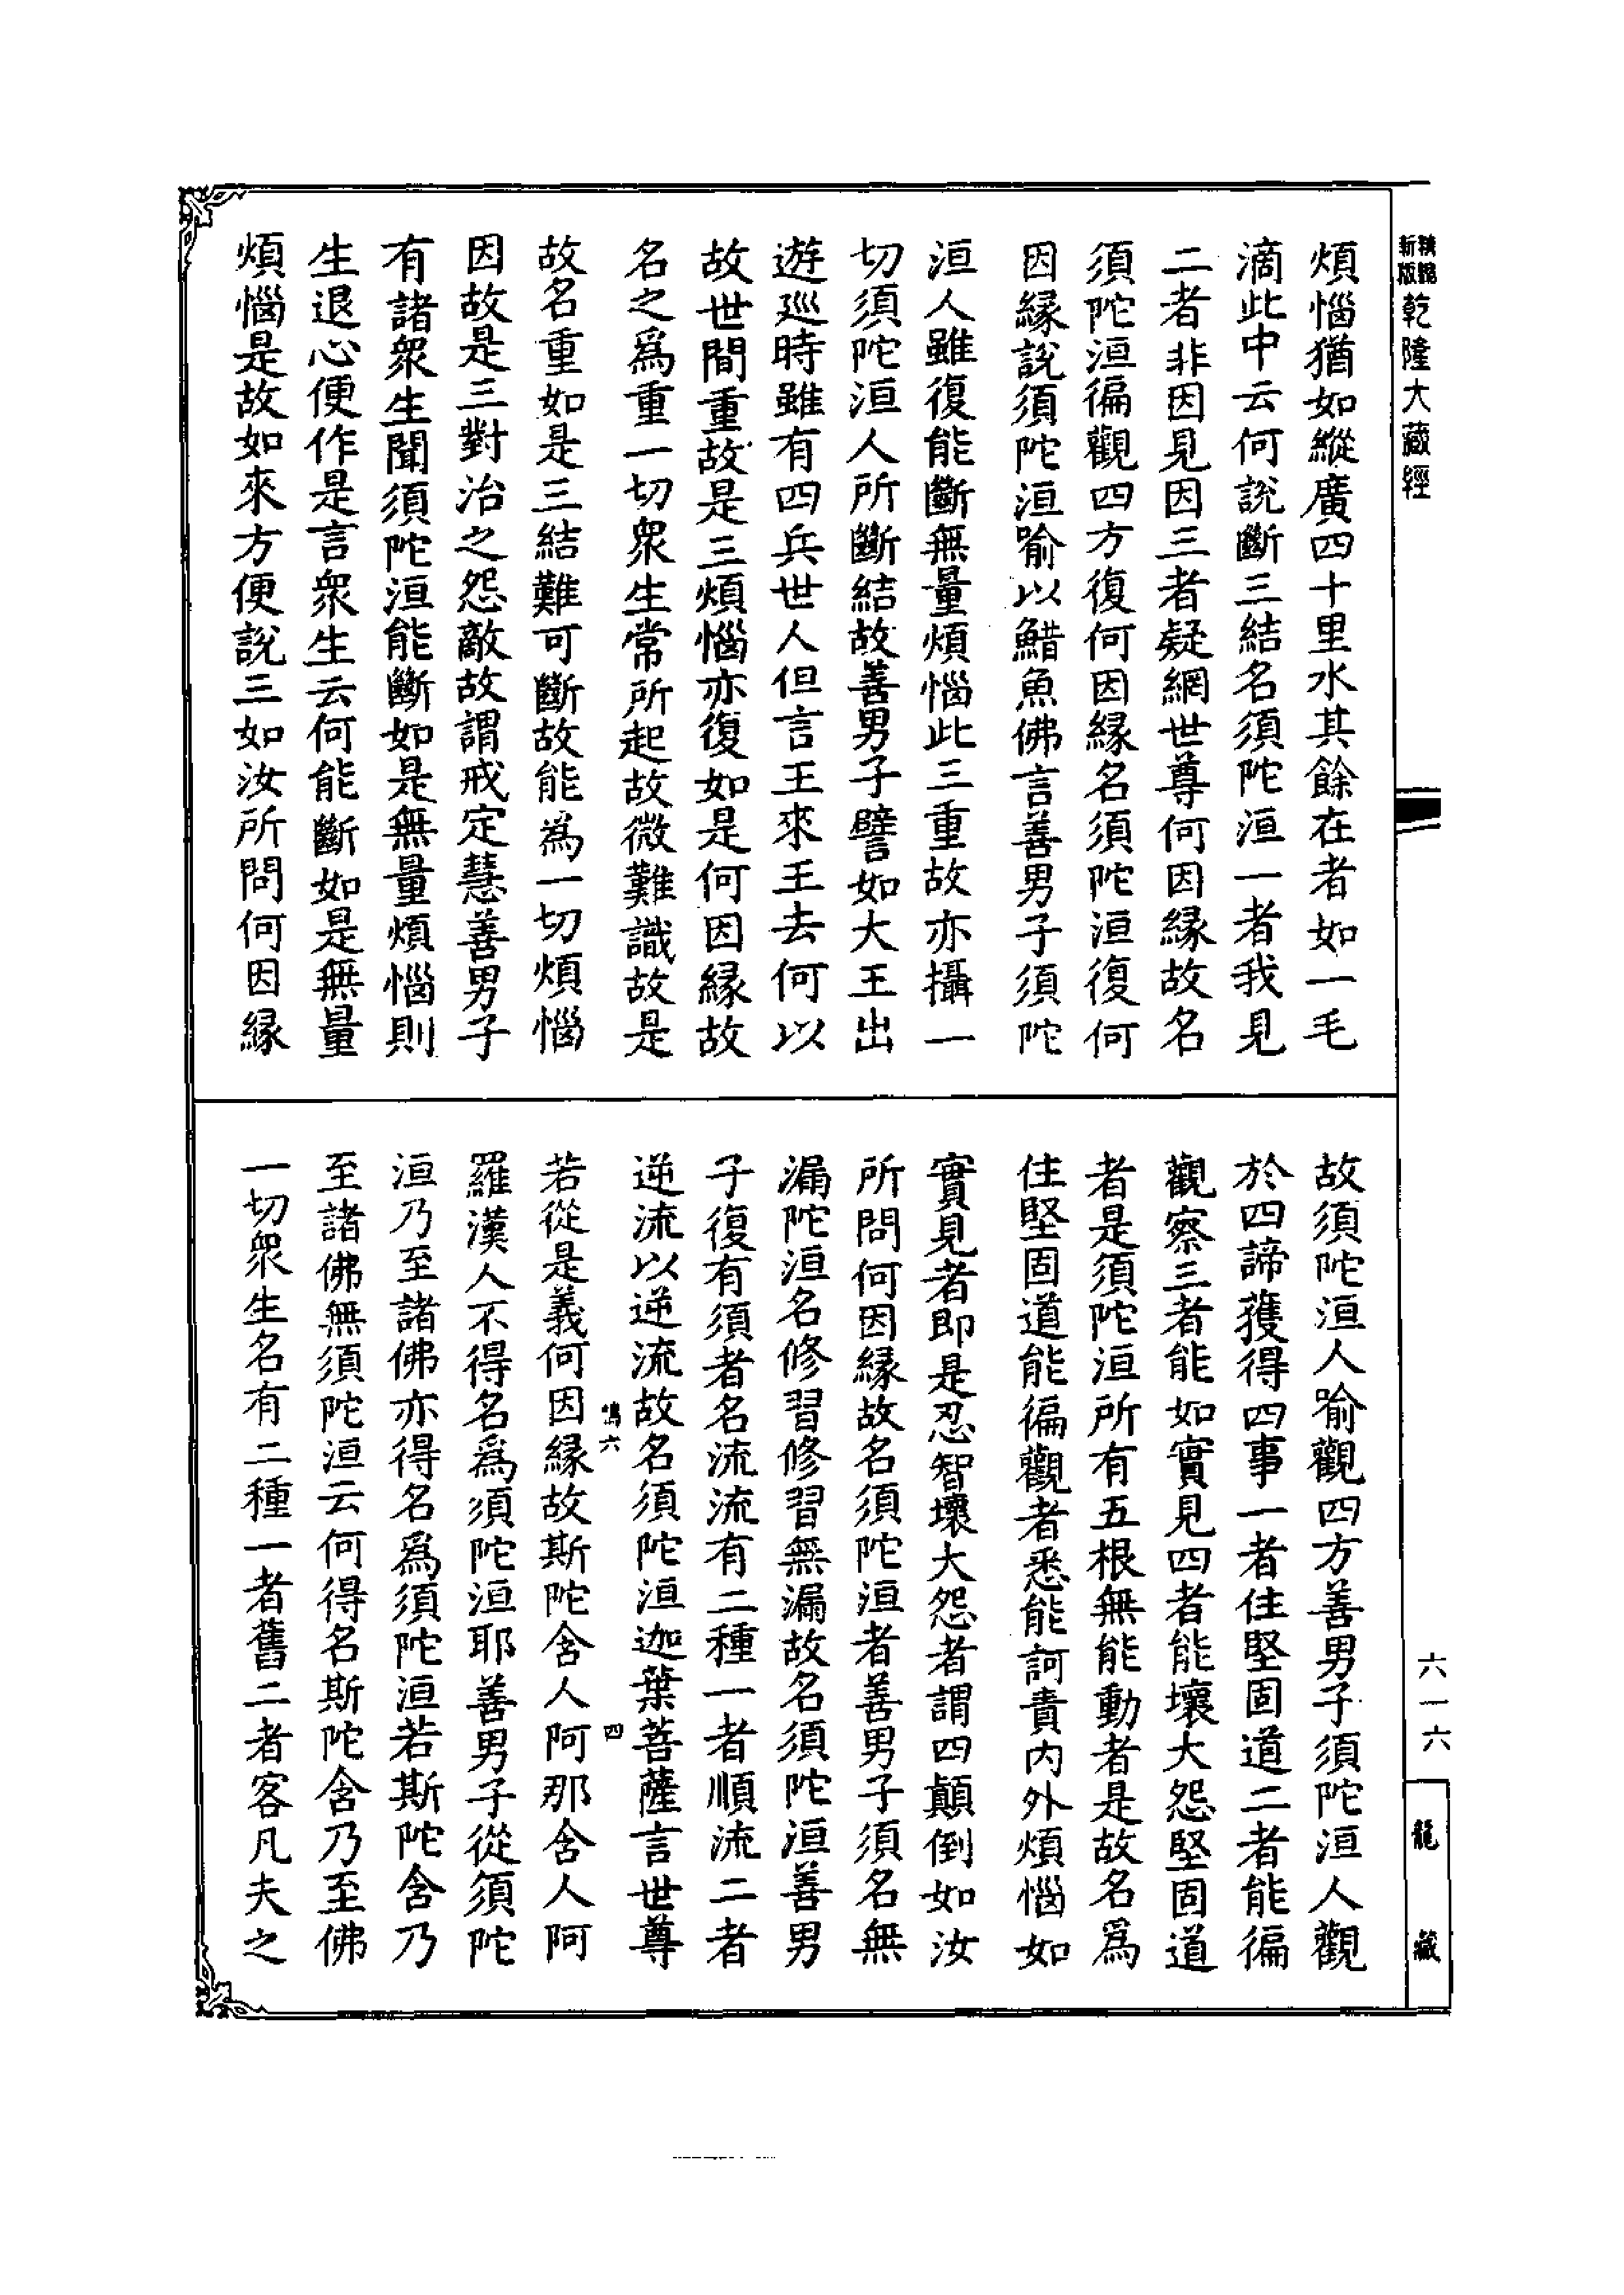 乾隆大藏經
煩惱猶如縱廣四十里水其餘在者如一毛
滴此中云何說斷三結名須陀洹一者我見
二者非因見因三者疑網世尊何因緣故名
須陀洹徧觀四方復何因緣名須陀洹復何
因緣說須陀洹喻以鯌魚佛言善男子須陀
洹人雖復能斷無量煩惱此三重故亦攝一
切須陀洹人所斷結故善男子譬如大王出
遊巡時雖有四兵世人但言王來王去何以
故世間重故是三煩惱亦復如是何因緣故
名之爲重一切衆生常所起故微難識故是
故名重如是三結難可斷故能為一切煩惱
因故是三對治之怨敵故謂戒定慧善男子
有諸衆生聞須陀洹能斷如是無量煩惱則
生退心便作是言衆生云何能斷如是無量
煩惱是故如來方便說三如汝所問何因緣
故須陀洹人喻觀四方善男子須陀洹人觀
於四諦獲得四事一者住堅固道二者能徧
觀察三者能如實見四者能壞大怨堅固道
者是須陀洹所有五根無能動者是故名爲
住堅固道能徧觀者悉能訶責內外煩惱如
實見者即是忍智壞大怨者謂四顛倒如汝
所問何因緣故名須陀洹者善男子須名無
漏陀洹名修習修習無漏故名須陀洹善男
子復有須者名流流有二種一者順流二者
逆流以逆流故名須陀洹迦葉菩薩言世尊
鳴六 四
若從是義何因緣故斯陀含人阿那含人阿
羅漢人不得名爲須陀洹耶善男子從須陀
洹乃至諸佛亦得名爲須陀洹若斯陀含乃
至諸佛無須陀洹云何得名斯陀含乃至佛
一切衆生名有二種一者舊二者客凡夫之
六一六
龍藏